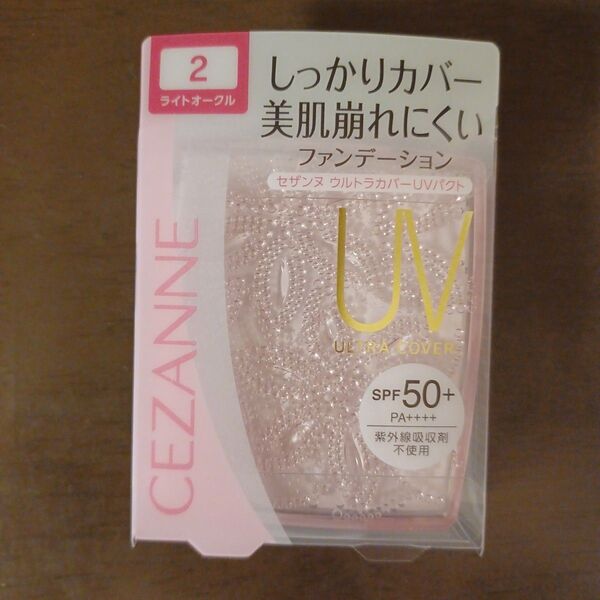 2
ライトオークル
しっかりカバー
美肌崩れにくい
ファンデーション
セザンヌ ウルトラカバーUVパクト
CEZANNE
UV
ULTRA COVER
SPF50+
PA++++
紫外線吸収剤
不使用